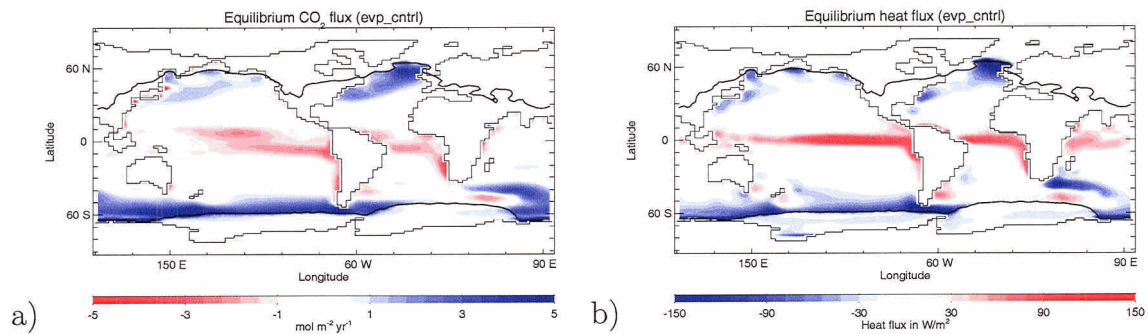 Equilibrium CO₂ flux (evp_cntrl)
60 N
0
60 S
Latitude
150 E
60 W
90 E
Longitude
-5
-3
-1
1
3
5
mol m⁻² yr⁻¹
a)
Equilibrium heat flux (evp_cntrl)
60 N
0
60 S
Latitude
150 E
60 W
90 E
Longitude
-150
-90
-30
30
90
150
Heat flux in W/m²
b)